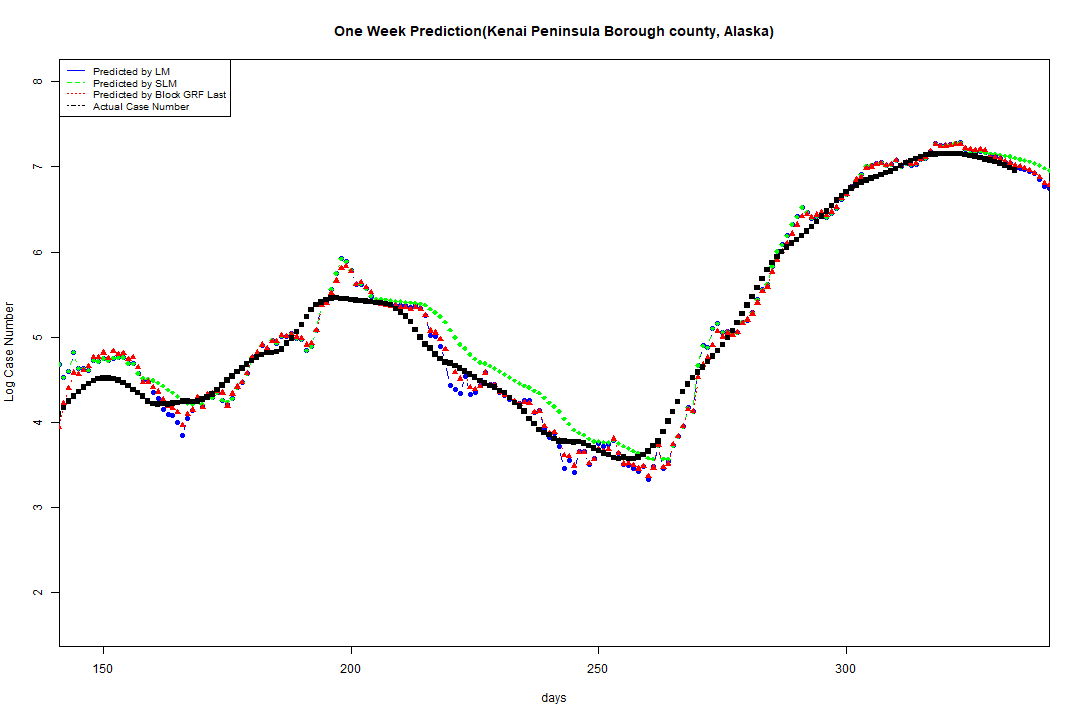 One Week Prediction(Kenai Peninsula Borough county, Alaska)
Predicted by LM
Predicted by SLM
Predicted by Block GRF Last
Actual Case Number
Log Case Number
8
7
6
5
4
3
2
150
200
250
300
days